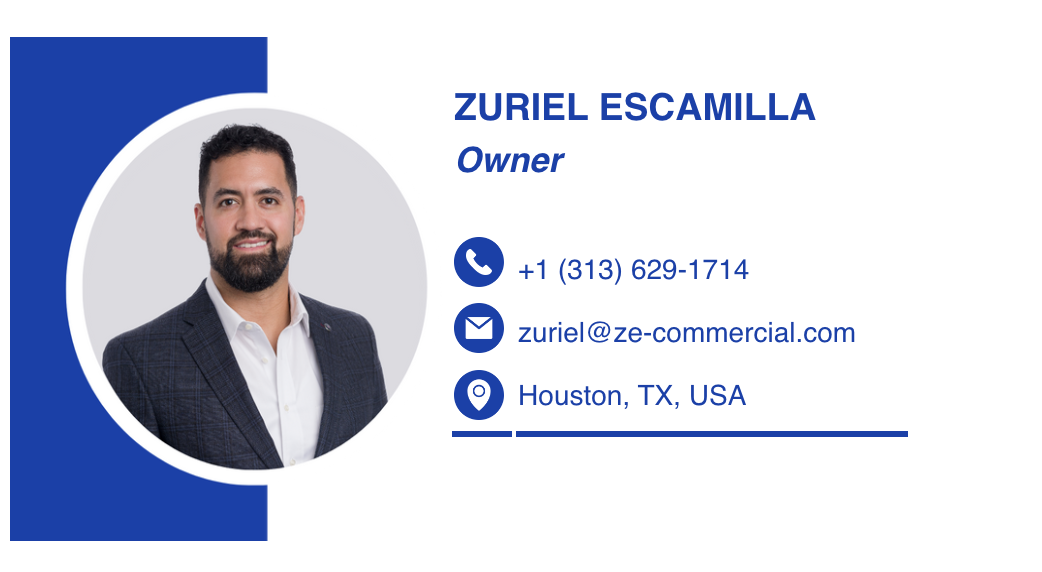 ZURIEL ESCAMILLA
Owner
+1 (313) 629-1714
zuriel@ze-commercial.com
Houston, TX, USA